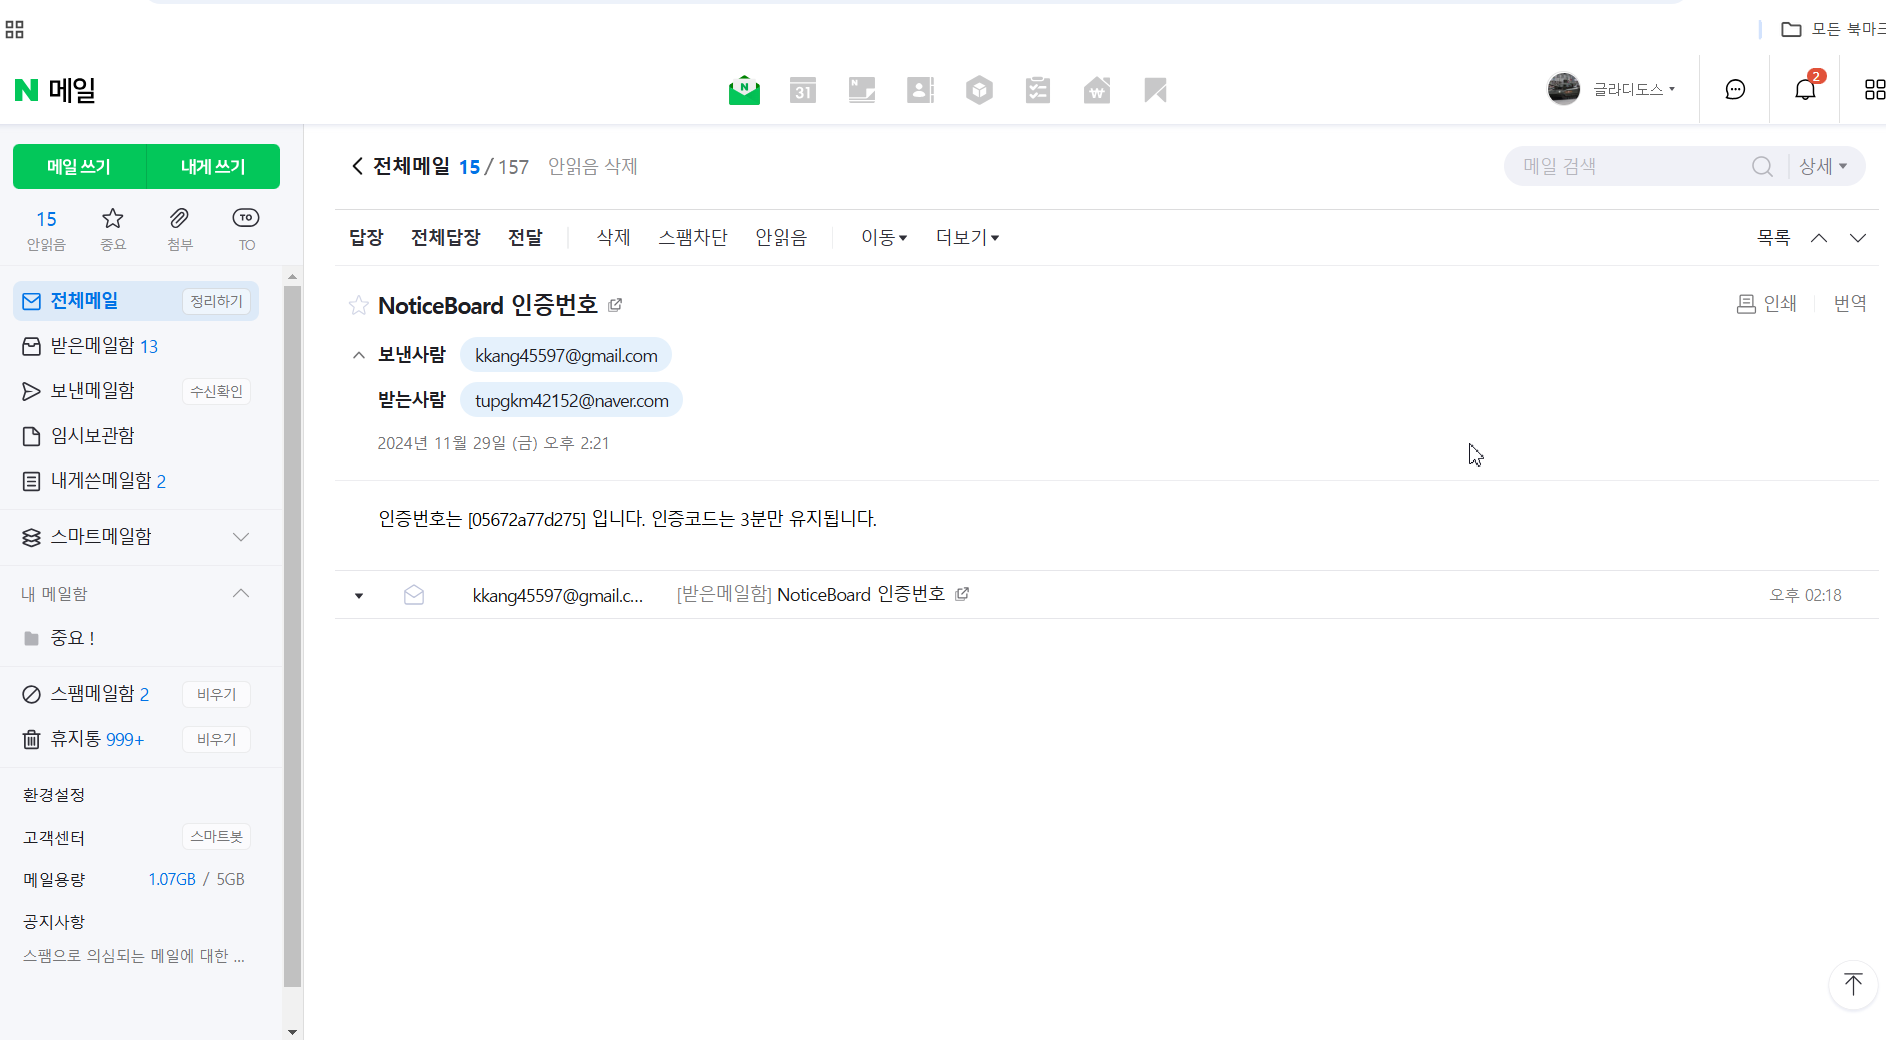 모든 북마크
N 메일
N
31
N
₩
글라디도스
2
메일 쓰기 내게 쓰기
15
안읽음 중요 첨부 TO
TO
전체메일 정리하기
받은메일함 13
보낸메일함 수신확인
임시보관함
내게쓴메일함 2
스마트메일함
내 메일함
중요 !
스팸메일함 2 비우기
휴지통 999+ 비우기
환경설정
고객센터 스마트봇
메일용량 1.07GB / 5GB
공지사항
스팸으로 의심되는 메일에 대한 ...
전체메일 15 / 157 안읽음 삭제
메일 검색 상세
답장 전체답장 전달 삭제 스팸차단 안읽음 이동 더보기 목록
NoticeBoard 인증번호
인쇄 번역
보낸사람 kkang45597@gmail.com
받는사람 tupgkm42152@naver.com
2024년 11월 29일 (금) 오후 2:21
인증번호는 [05672a77d275] 입니다. 인증코드는 3분만 유지됩니다.
kkang45597@gmail.c... [받은메일함] NoticeBoard 인증번호 오후 02:18